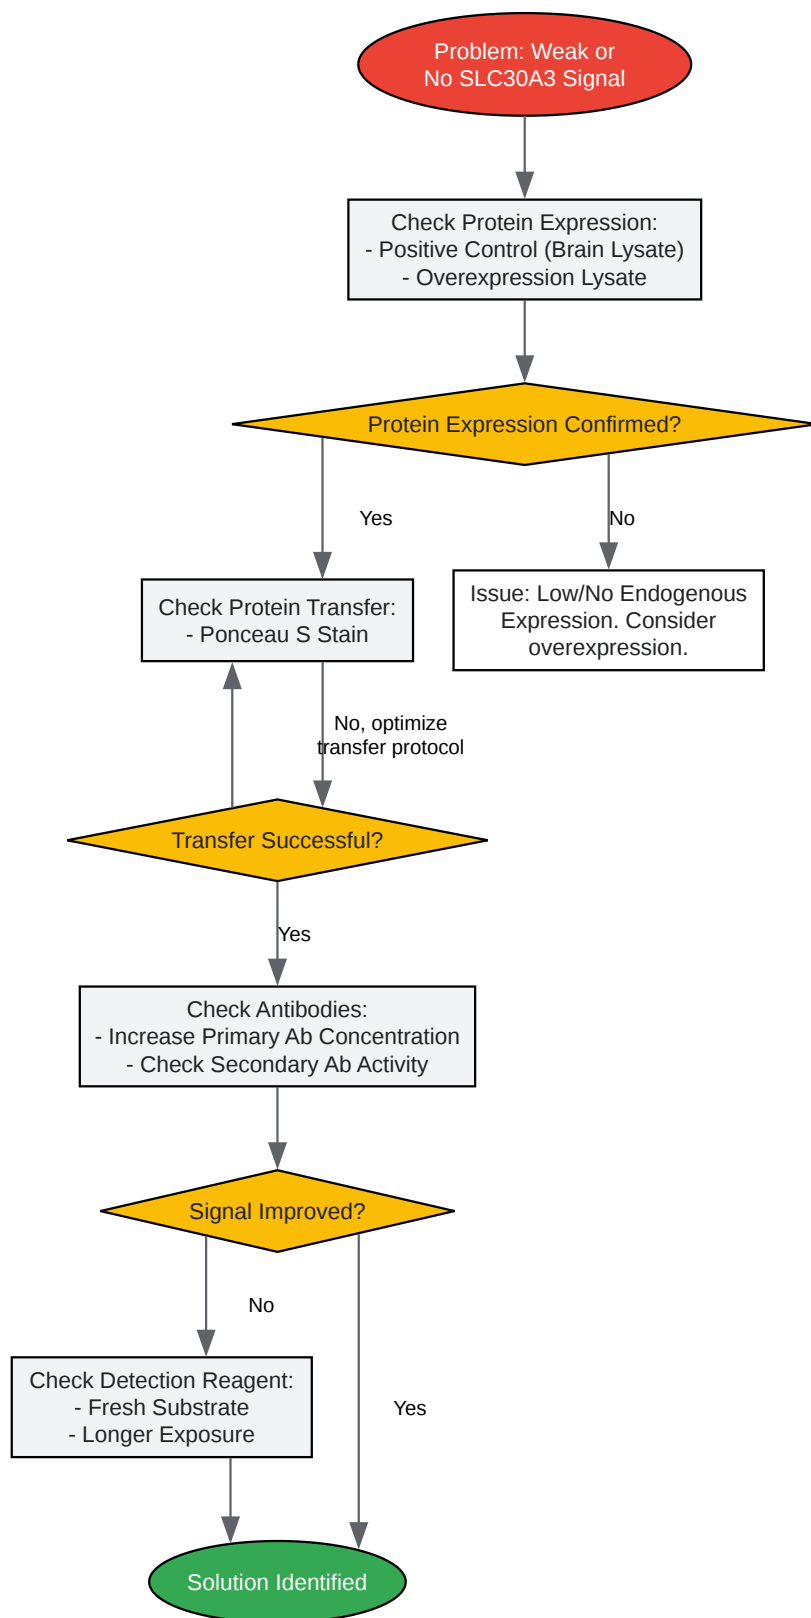 Problem: Weak or
No SLC30A3 Signal
Check Protein Expression:
- Positive Control (Brain Lysate)
- Overexpression Lysate
Protein Expression Confirmed?
Yes
No
Check Protein Transfer:
- Ponceau S Stain
Issue: Low/No Endogenous
Expression. Consider
overexpression.
No, optimize
transfer protocol
Transfer Successful?
Yes
Check Antibodies:
- Increase Primary Ab Concentration
- Check Secondary Ab Activity
Signal Improved?
No
Check Detection Reagent:
- Fresh Substrate
- Longer Exposure
Yes
Solution Identified